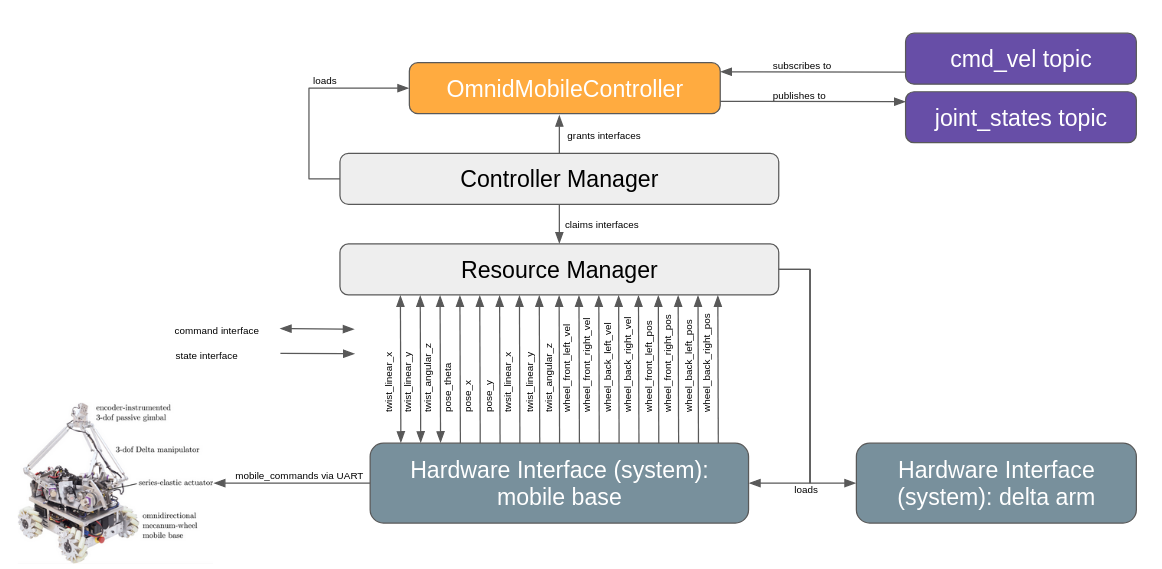 cmd_vel topic
subscribes to
loads
OmnidMobileController
publishes to
joint_states topic
grants interfaces
Controller Manager
claims interfaces
Resource Manager
command interface
state interface
twist_linear_x
twist_linear_y
twist_angular_z
pose_theta
pose_x
pose_y
twsit_linear_x
twist_linear_y
twist_angular_z
wheel_front_left_vel
wheel_front_right_vel
wheel_back_left_vel
wheel_back_right_vel
wheel_front_left_pos
wheel_front_right_pos
wheel_back_left_pos
wheel_back_right_pos
encoder-instrumented
3-dof passive gimbal
3-dof Delta manipulator
series-elastic actuator
omnidirectional
mecanum-wheel
mobile base
mobile_commands via UART
Hardware Interface (system):
mobile base
loads
Hardware Interface
(system): delta arm